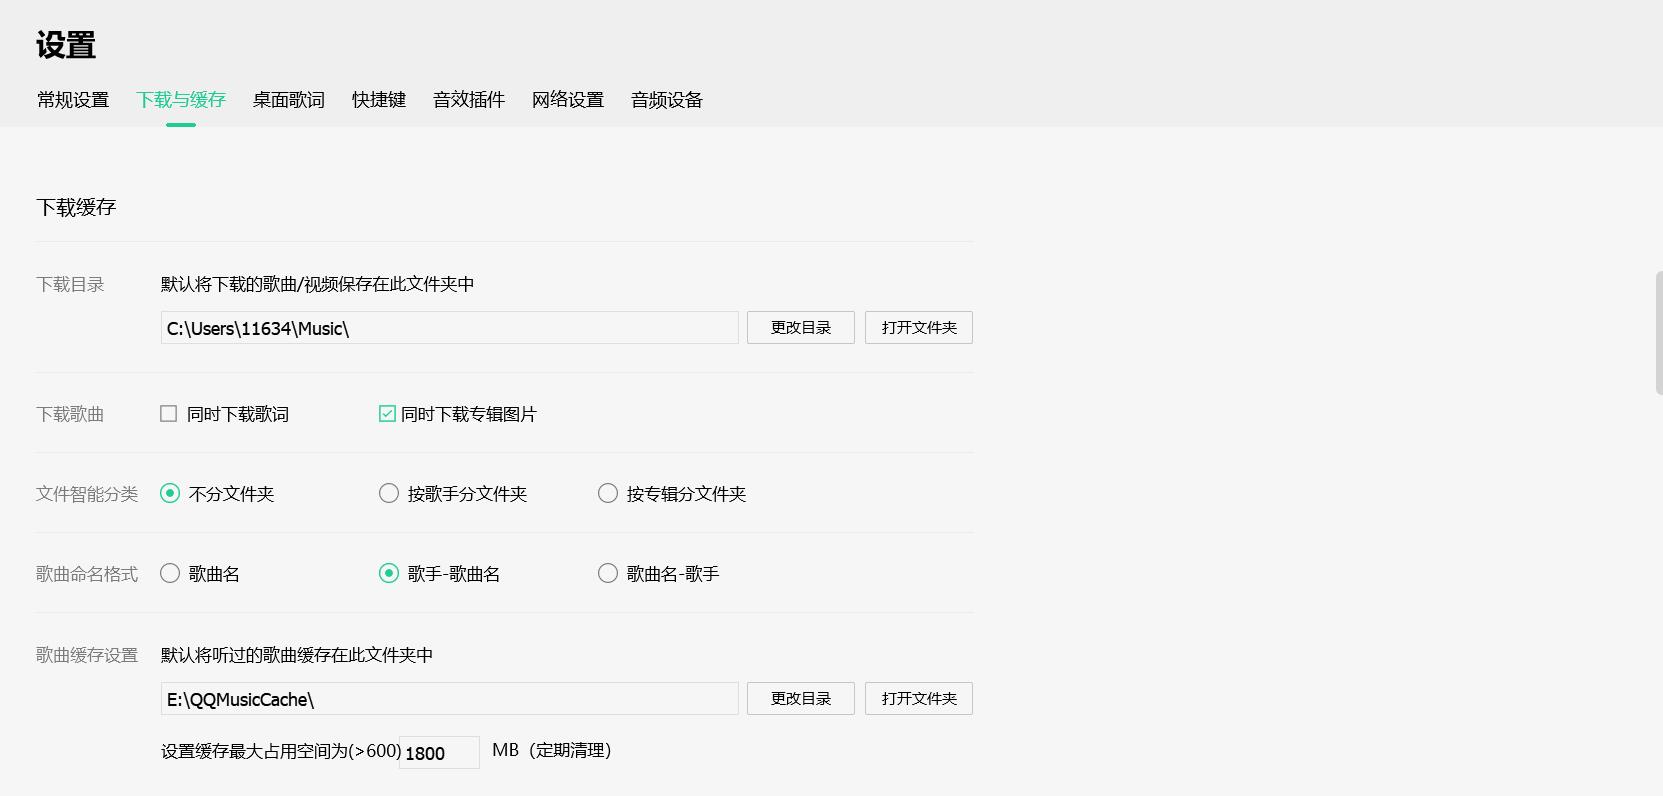 设置
常规设置 下载与缓存 桌面歌词 快捷键 音效插件 网络设置 音频设备
下载缓存
下载目录 默认将下载的歌曲/视频保存在此文件夹中
C:\Users\11634\Music\ 更改目录 打开文件夹
下载歌曲 同时下载歌词 同时下载专辑图片
文件智能分类 不分文件夹 按歌手分文件夹 按专辑分文件夹
歌曲命名格式 歌曲名 歌手-歌曲名 歌曲名-歌手
歌曲缓存设置 默认将听过的歌曲缓存在此文件夹中
E:\QQMusicCache\ 更改目录 打开文件夹
设置缓存最大占用空间为(>600) 1800 MB（定期清理）